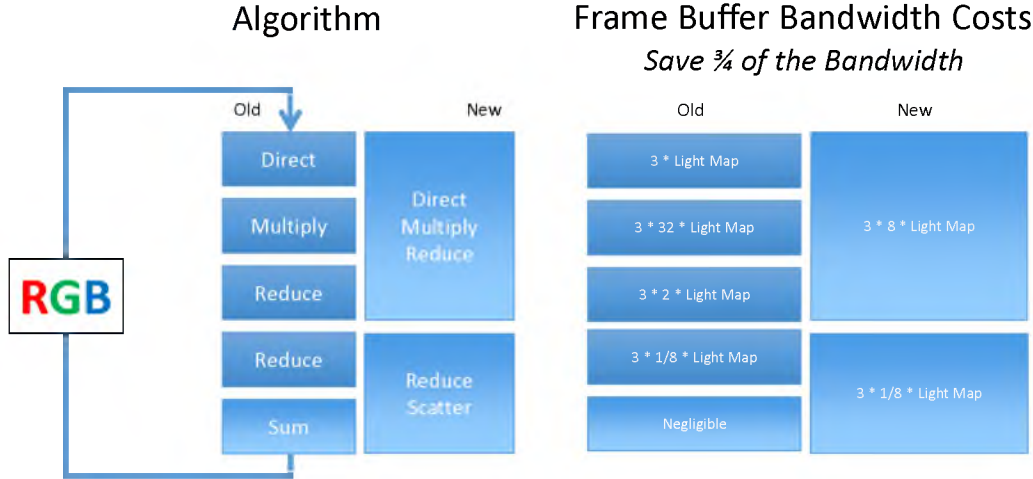 Algorithm
Frame Buffer Bandwidth Costs
Save ¾ of the Bandwidth
Old
New
Direct
Multiply
Reduce
Reduce
Sum
Direct
Multiply
Reduce
Reduce
Scatter
RGB
Old
New
3 * Light Map
3 * 32 * Light Map
3 * 2 * Light Map
3 * 1/8 * Light Map
Negligible
3 * 8 * Light Map
3 * 1/8 * Light Map